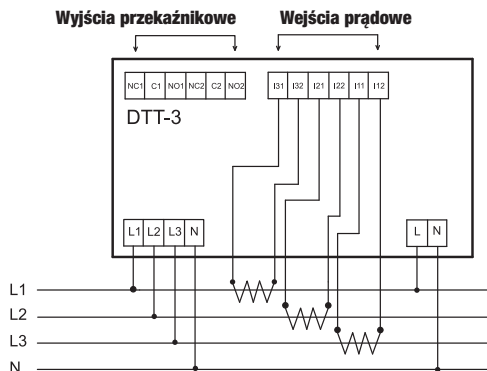 Wyjścia przekaźnikowe Wejścia prądowe
NC1 C1 NO1 NC2 C2 NO2 I31 I32 I21 I22 I11 I12
DTT-3
L1 L2 L3 N L N
L1
L2
L3
N